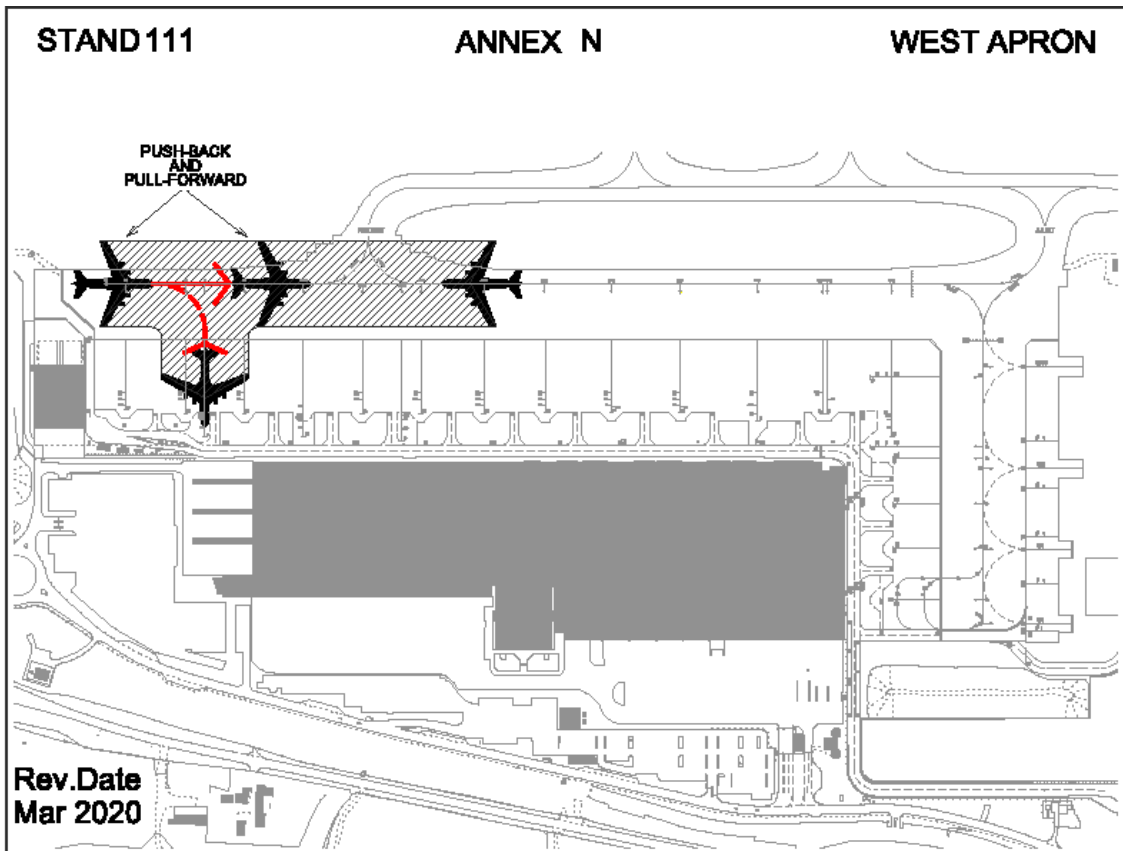 STAND 111
ANNEX N
WEST APRON
PUSH-BACK
AND
PULL-FORWARD
Rev.Date
Mar 2020